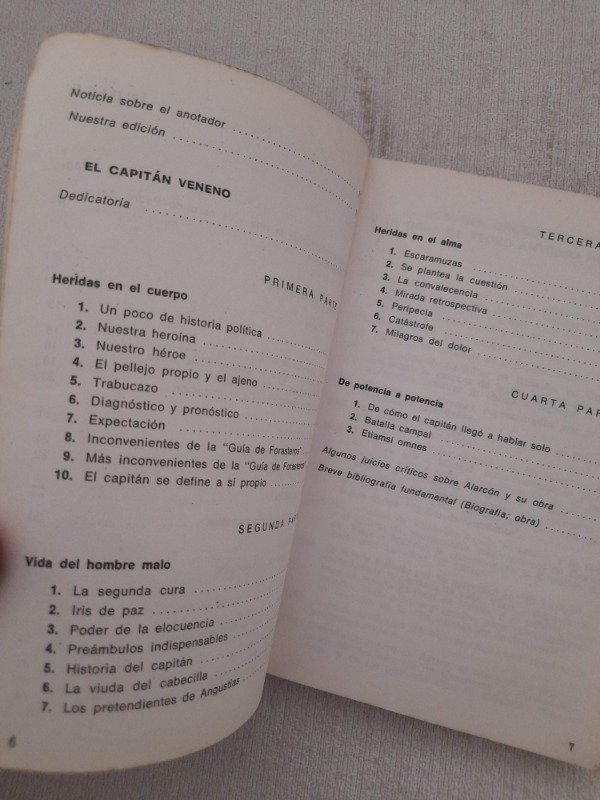 Noticia sobre el anotador
Nuestra edición
EL CAPITÁN VENENO
Dedicatoria
PRIMERA PARTE
Heridas en el cuerpo
1. Un poco de historia política
2. Nuestra heroína
3. Nuestro héroe
4. El pellejo propio y el ajeno
5. Trabucazo
6. Diagnóstico y pronóstico
7. Expectación
8. Inconvenientes de la "Guía de Forasteros"
9. Más inconvenientes de la "Guía de Forasteros"
10. El capitán se define a sí propio
SEGUNDA PAR
Vida del hombre malo
1. La segunda cura
2. Iris de paz
3. Poder de la elocuencia
4. Preámbulos indispensables
5. Historia del capitán
6. La viuda del cabecilla
7. Los pretendientes de Angustias
6
TERCERA
Heridas en el alma
1. Escaramuzas
2. Se plantea la cuestión
3. La convalecencia
4. Mirada retrospectiva
5. Peripecia
6. Catástrofe
7. Milagros del dolor
CUARTA PAR
De potencia a potencia
1. De cómo el capitán llegó a hablar solo
2. Batalla campal
3. Etiamsi omnes
Algunos juicios críticos sobre Alarcón y su obra
Breve bibliografía fundamental (Biografía; obra)
7